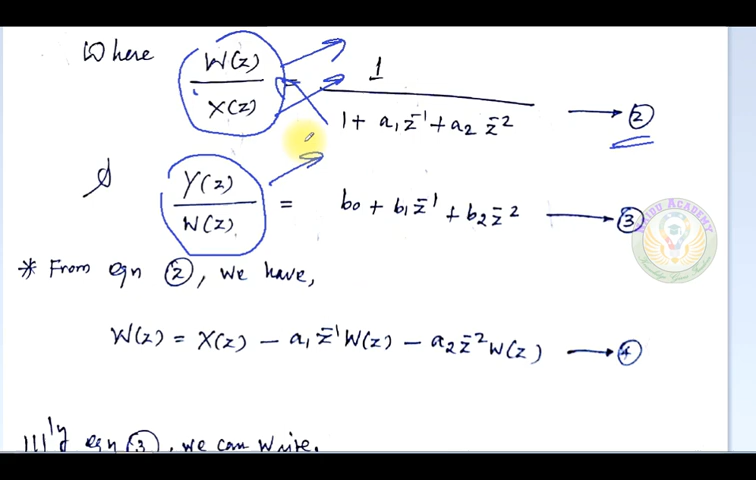 Where W(z)/X(z) = 1/(1 + a₁z⁻¹ + a₂z⁻²) → ②
& Y(z)/W(z) = b₀ + b₁z⁻¹ + b₂z⁻² → ③
* From eqn ②, we have,
W(z) = X(z) − a₁z⁻¹W(z) − a₂z⁻²W(z) → ④
|||ly eqn ③, we can write,